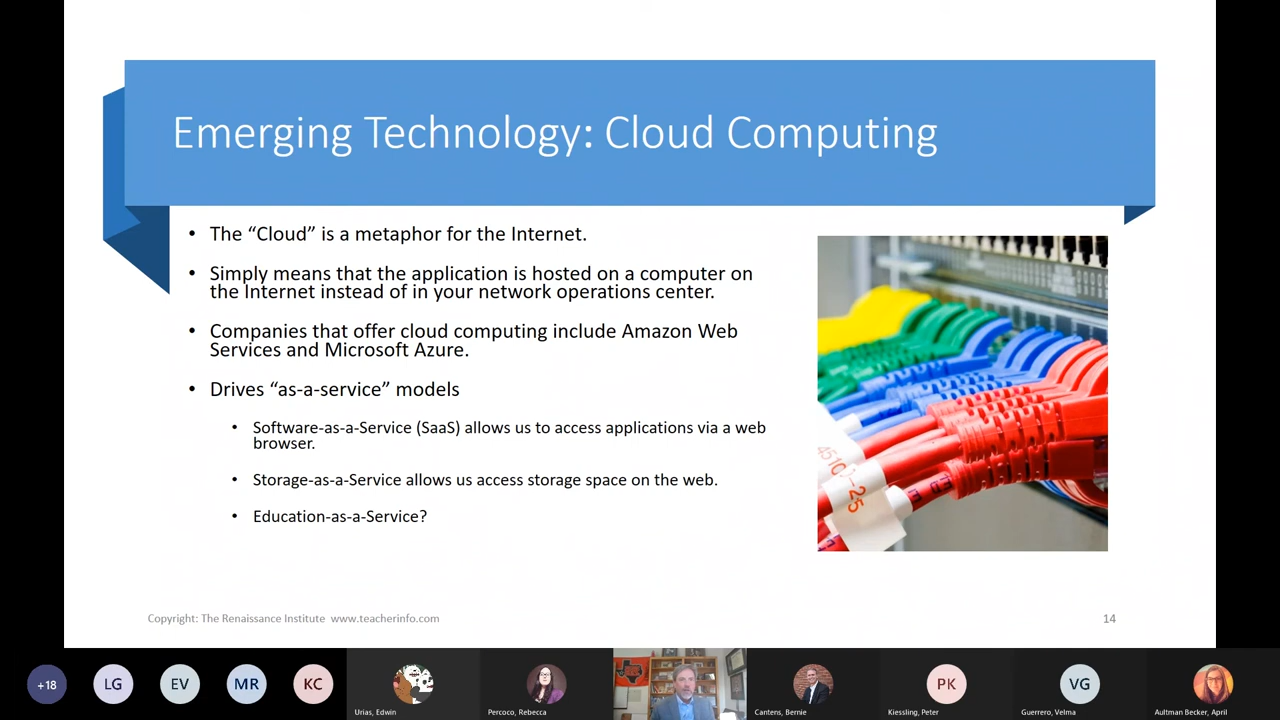 Emerging Technology: Cloud Computing
• The “Cloud” is a metaphor for the Internet.
• Simply means that the application is hosted on a computer on
the Internet instead of in your network operations center.
• Companies that offer cloud computing include Amazon Web
Services and Microsoft Azure.
• Drives “as-a-service” models
• Software-as-a-Service (SaaS) allows us to access applications via a web
browser.
• Storage-as-a-Service allows us access storage space on the web.
• Education-as-a-Service?
Copyright: The Renaissance Institute www.teacherinfo.com
14
+18
LG
EV
MR
KC
PK
VG
Urias, Edwin
Percoco, Rebecca
Cantens, Bernie
Kiessling, Peter
Guerrero, Velma
Aultman Becker, April